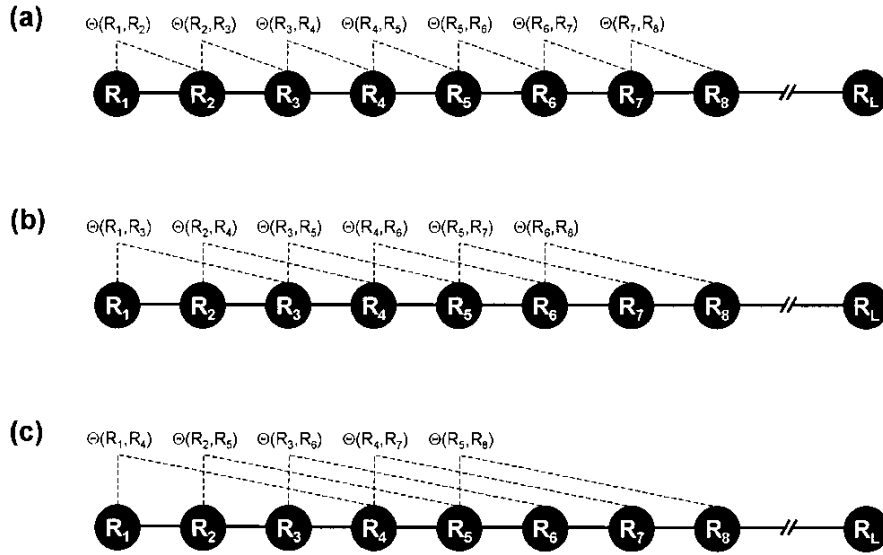 (a)
Θ(R₁,R₂) Θ(R₂,R₃) Θ(R₃,R₄) Θ(R₄,R₅) Θ(R₅,R₆) Θ(R₆,R₇) Θ(R₇,R₈)
R₁ R₂ R₃ R₄ R₅ R₆ R₇ R₈ R_L
(b)
Θ(R₁,R₃) Θ(R₂,R₄) Θ(R₃,R₅) Θ(R₄,R₆) Θ(R₅,R₇) Θ(R₆,R₈)
R₁ R₂ R₃ R₄ R₅ R₆ R₇ R₈ R_L
(c)
Θ(R₁,R₄) Θ(R₂,R₅) Θ(R₃,R₆) Θ(R₄,R₇) Θ(R₅,R₈)
R₁ R₂ R₃ R₄ R₅ R₆ R₇ R₈ R_L